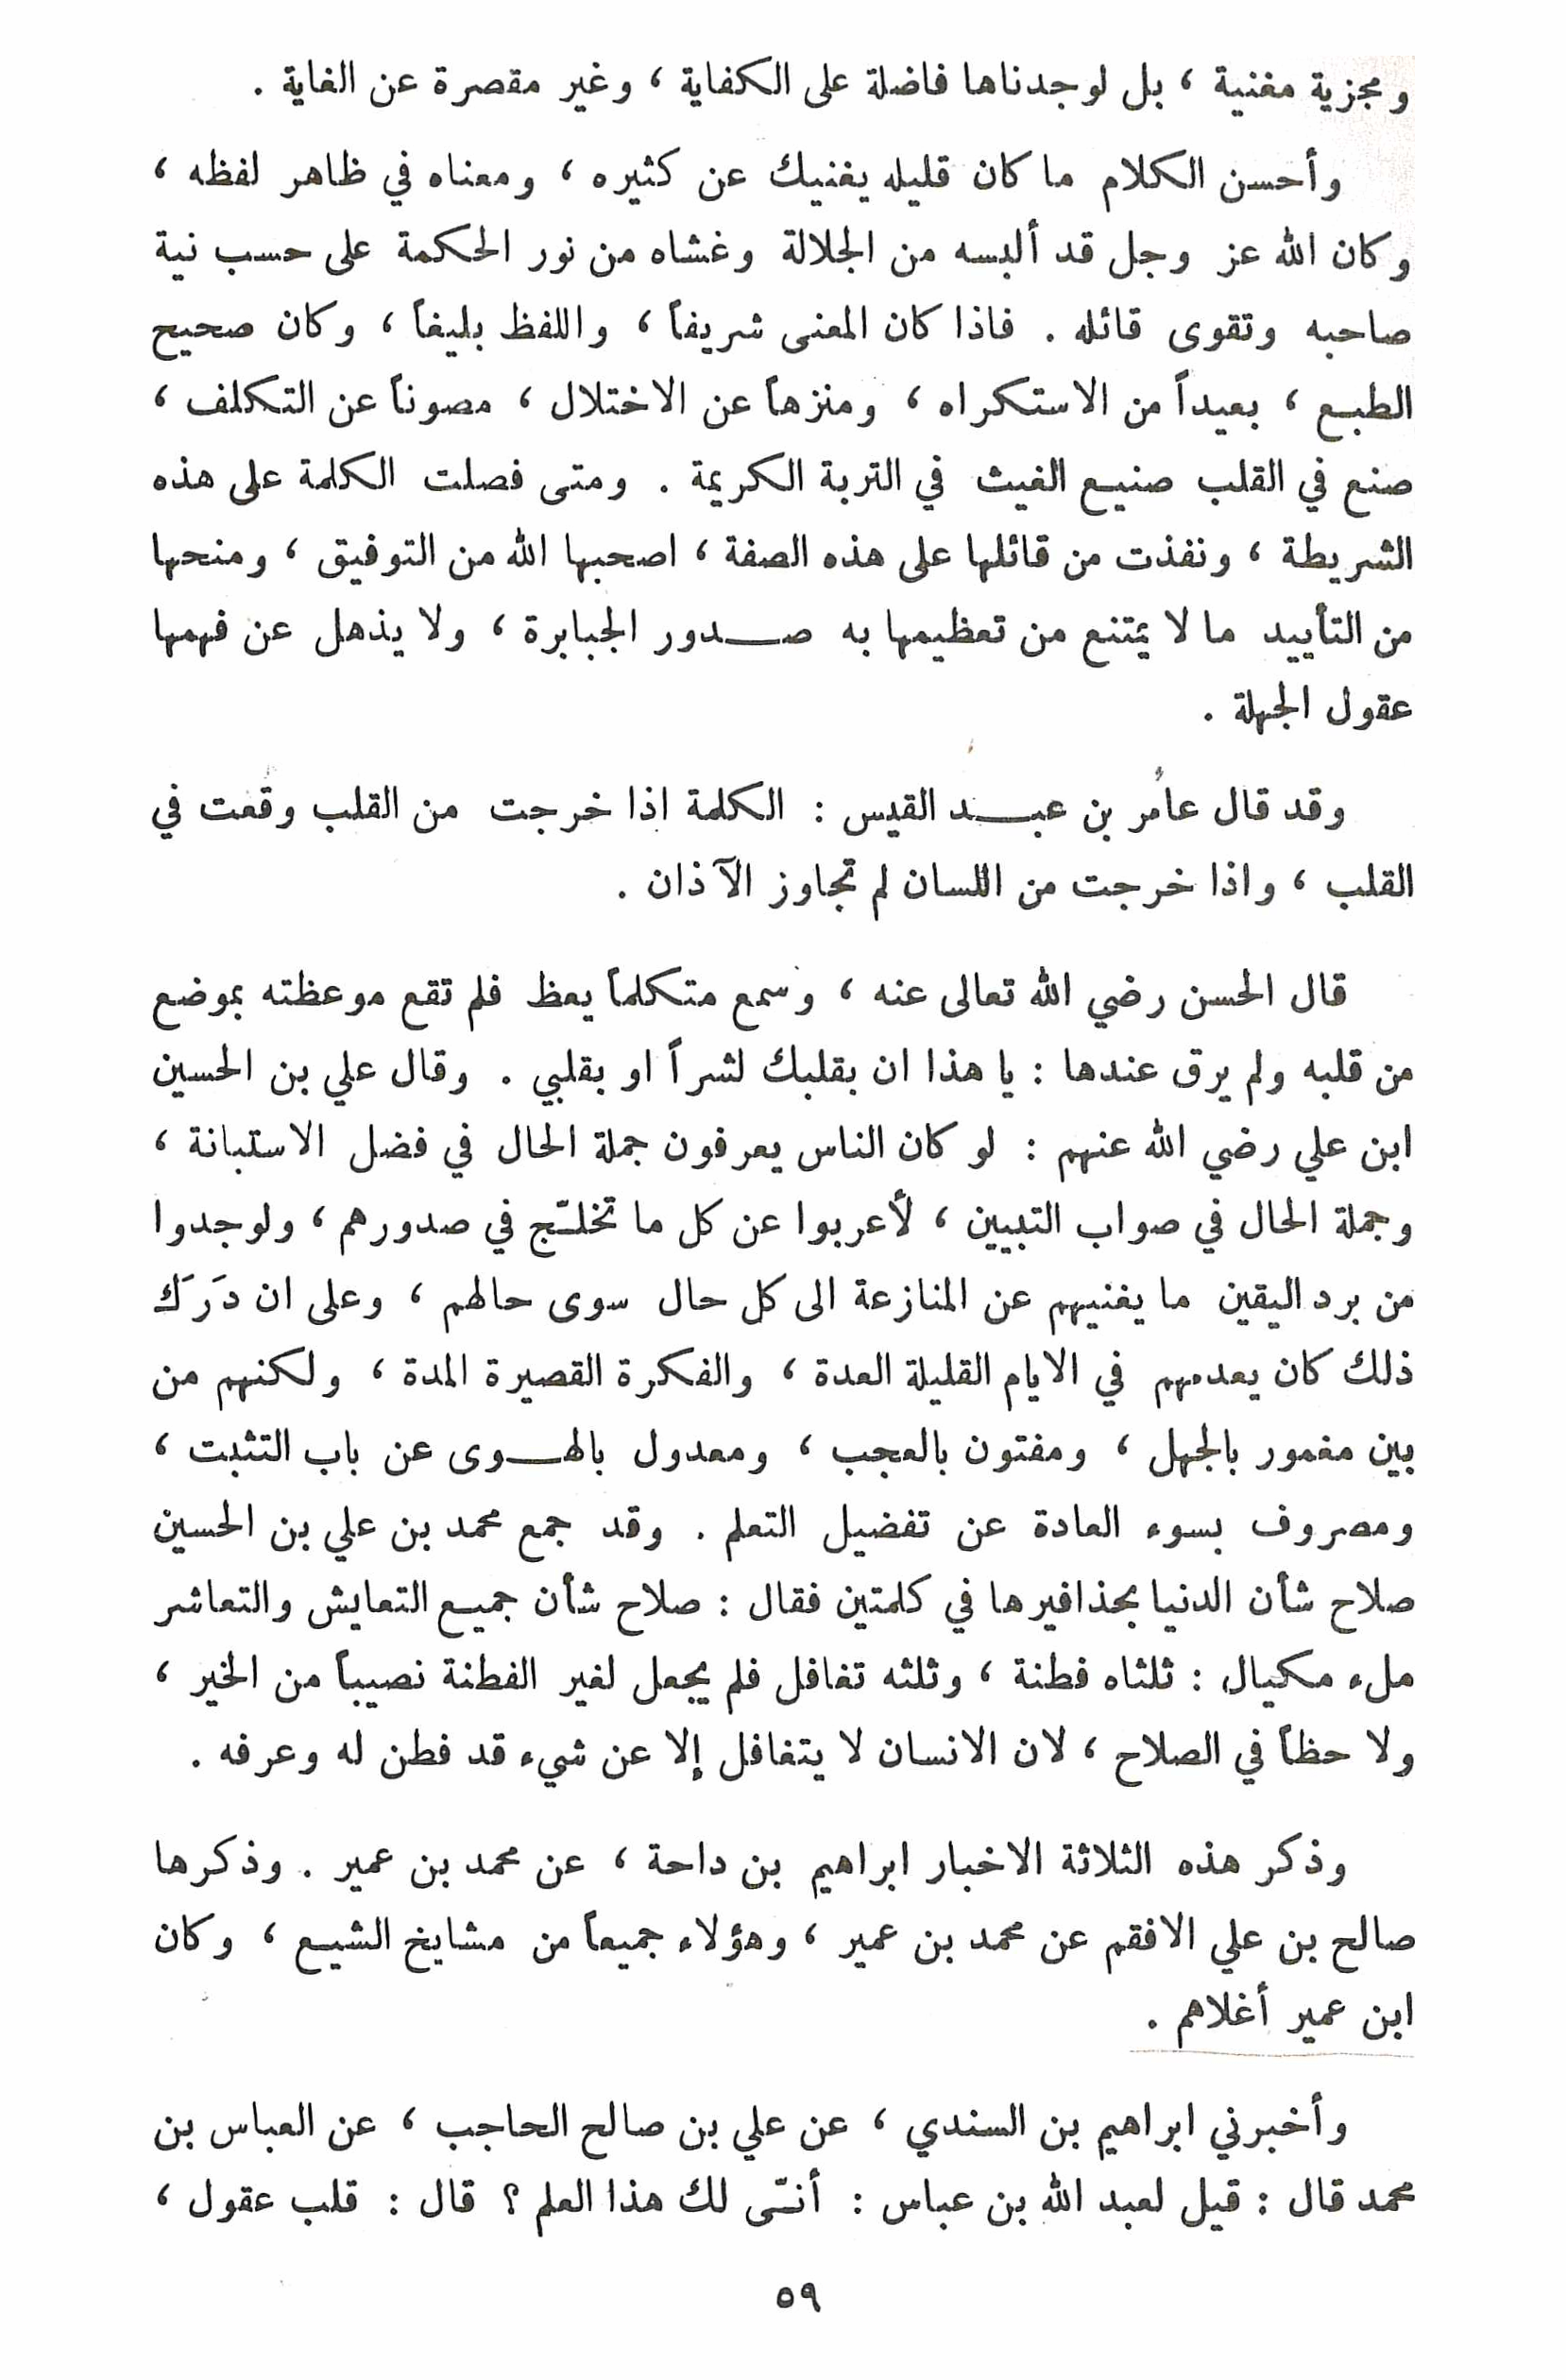 ومجزية مغنية ، بل لوجدناها فاضلة على الكفاية ، وغير مقصرة عن الغاية .
وأحسن الكلام ما كان قليله يغنيك عن كثيره ، ومعناه في ظاهر لفظه ،
وكان الله عز وجل قد ألبسه من الجلالة وغشاه من نور الحكمة على حسب نية
صاحبه وتقوى قائله . فاذا كان المعنى شريفاً ، واللفظ بليغاً ، وكان صحيح
الطبع ، بعيداً من الاستكراه ، ومنزهاً عن الاختلال ، مصوناً عن التكلف ،
صنع في القلب صنيع الغيث في التربة الكريمة . ومتى فصلت الكلمة على هذه
الشريطة ، ونفذت من قائلها على هذه الصفة ، اصحبها الله من التوفيق ، ومنحها
من التأييد ما لا يمتنع من تعظيمها به صدور الجبابرة ، ولا يذهل عن فهمها
عقول الجهلة .
وقد قال عامر بن عبد القيس : الكلمة اذا خرجت من القلب وقعت في
القلب ، واذا خرجت من اللسان لم تجاوز الآذان .
قال الحسن رضي الله تعالى عنه ، وسمع متكلماً يعظ فلم تقع موعظته بموضع
من قلبه ولم يرق عندها : يا هذا ان بقلبك لشراً او بقلبي . وقال علي بن الحسين
ابن علي رضي الله عنهم : لو كان الناس يعرفون جملة الحال في فضل الاستبانة ،
وجملة الحال في صواب التبيين ، لأعربوا عن كل ما تخلّج في صدورهم ، ولوجدوا
من برد اليقين ما يغنيهم عن المنازعة الى كل حال سوى حالهم ، وعلى ان دَرَك
ذلك كان يعدمهم في الايام القليلة العدة ، والفكرة القصيرة المدة ، ولكنهم من
بين مغمور بالجهل ، ومفتون بالعجب ، ومعدول بالهوى عن باب التثبت ،
ومصروف بسوء العادة عن تفضيل التعلم . وقد جمع محمد بن علي بن الحسين
صلاح شأن الدنيا بحذافيرها في كلمتين فقال : صلاح شأن جميع التعايش والتعاشر
ملء مكيال : ثلثاه فطنة ، وثلثه تغافل فلم يجعل لغير الفطنة نصيباً من الخير ،
ولا حظاً في الصلاح ، لان الانسان لا يتغافل إلا عن شيء قد فطن له وعرفه .
وذكر هذه الثلاثة الاخبار ابراهيم بن داحة ، عن محمد بن عمير . وذكرها
صالح بن علي الافقم عن محمد بن عمير ، وهؤلاء جميعاً من مشايخ الشيع ، وكان
ابن عمير أغلاهم .
وأخبرني ابراهيم بن السندي ، عن علي بن صالح الحاجب ، عن العباس بن
محمد قال : قيل لعبد الله بن عباس : أنّى لك هذا العلم ؟ قال : قلب عقول ،
٥٩